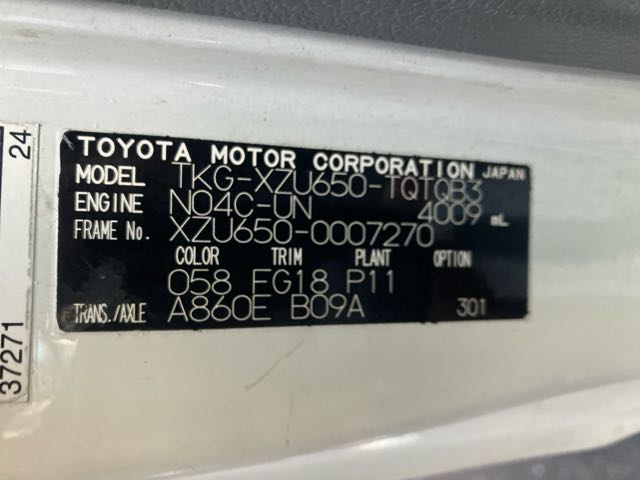 TOYOTA MOTOR CORPORATION JAPAN
MODEL TKG-XZU650-TQTQB3
ENGINE N04C-UN 4009 mL
FRAME No. XZU650-0007270
COLOR TRIM PLANT OPTION
058 FG18 P11
TRANS./AXLE A860E B09A 301
24
37271